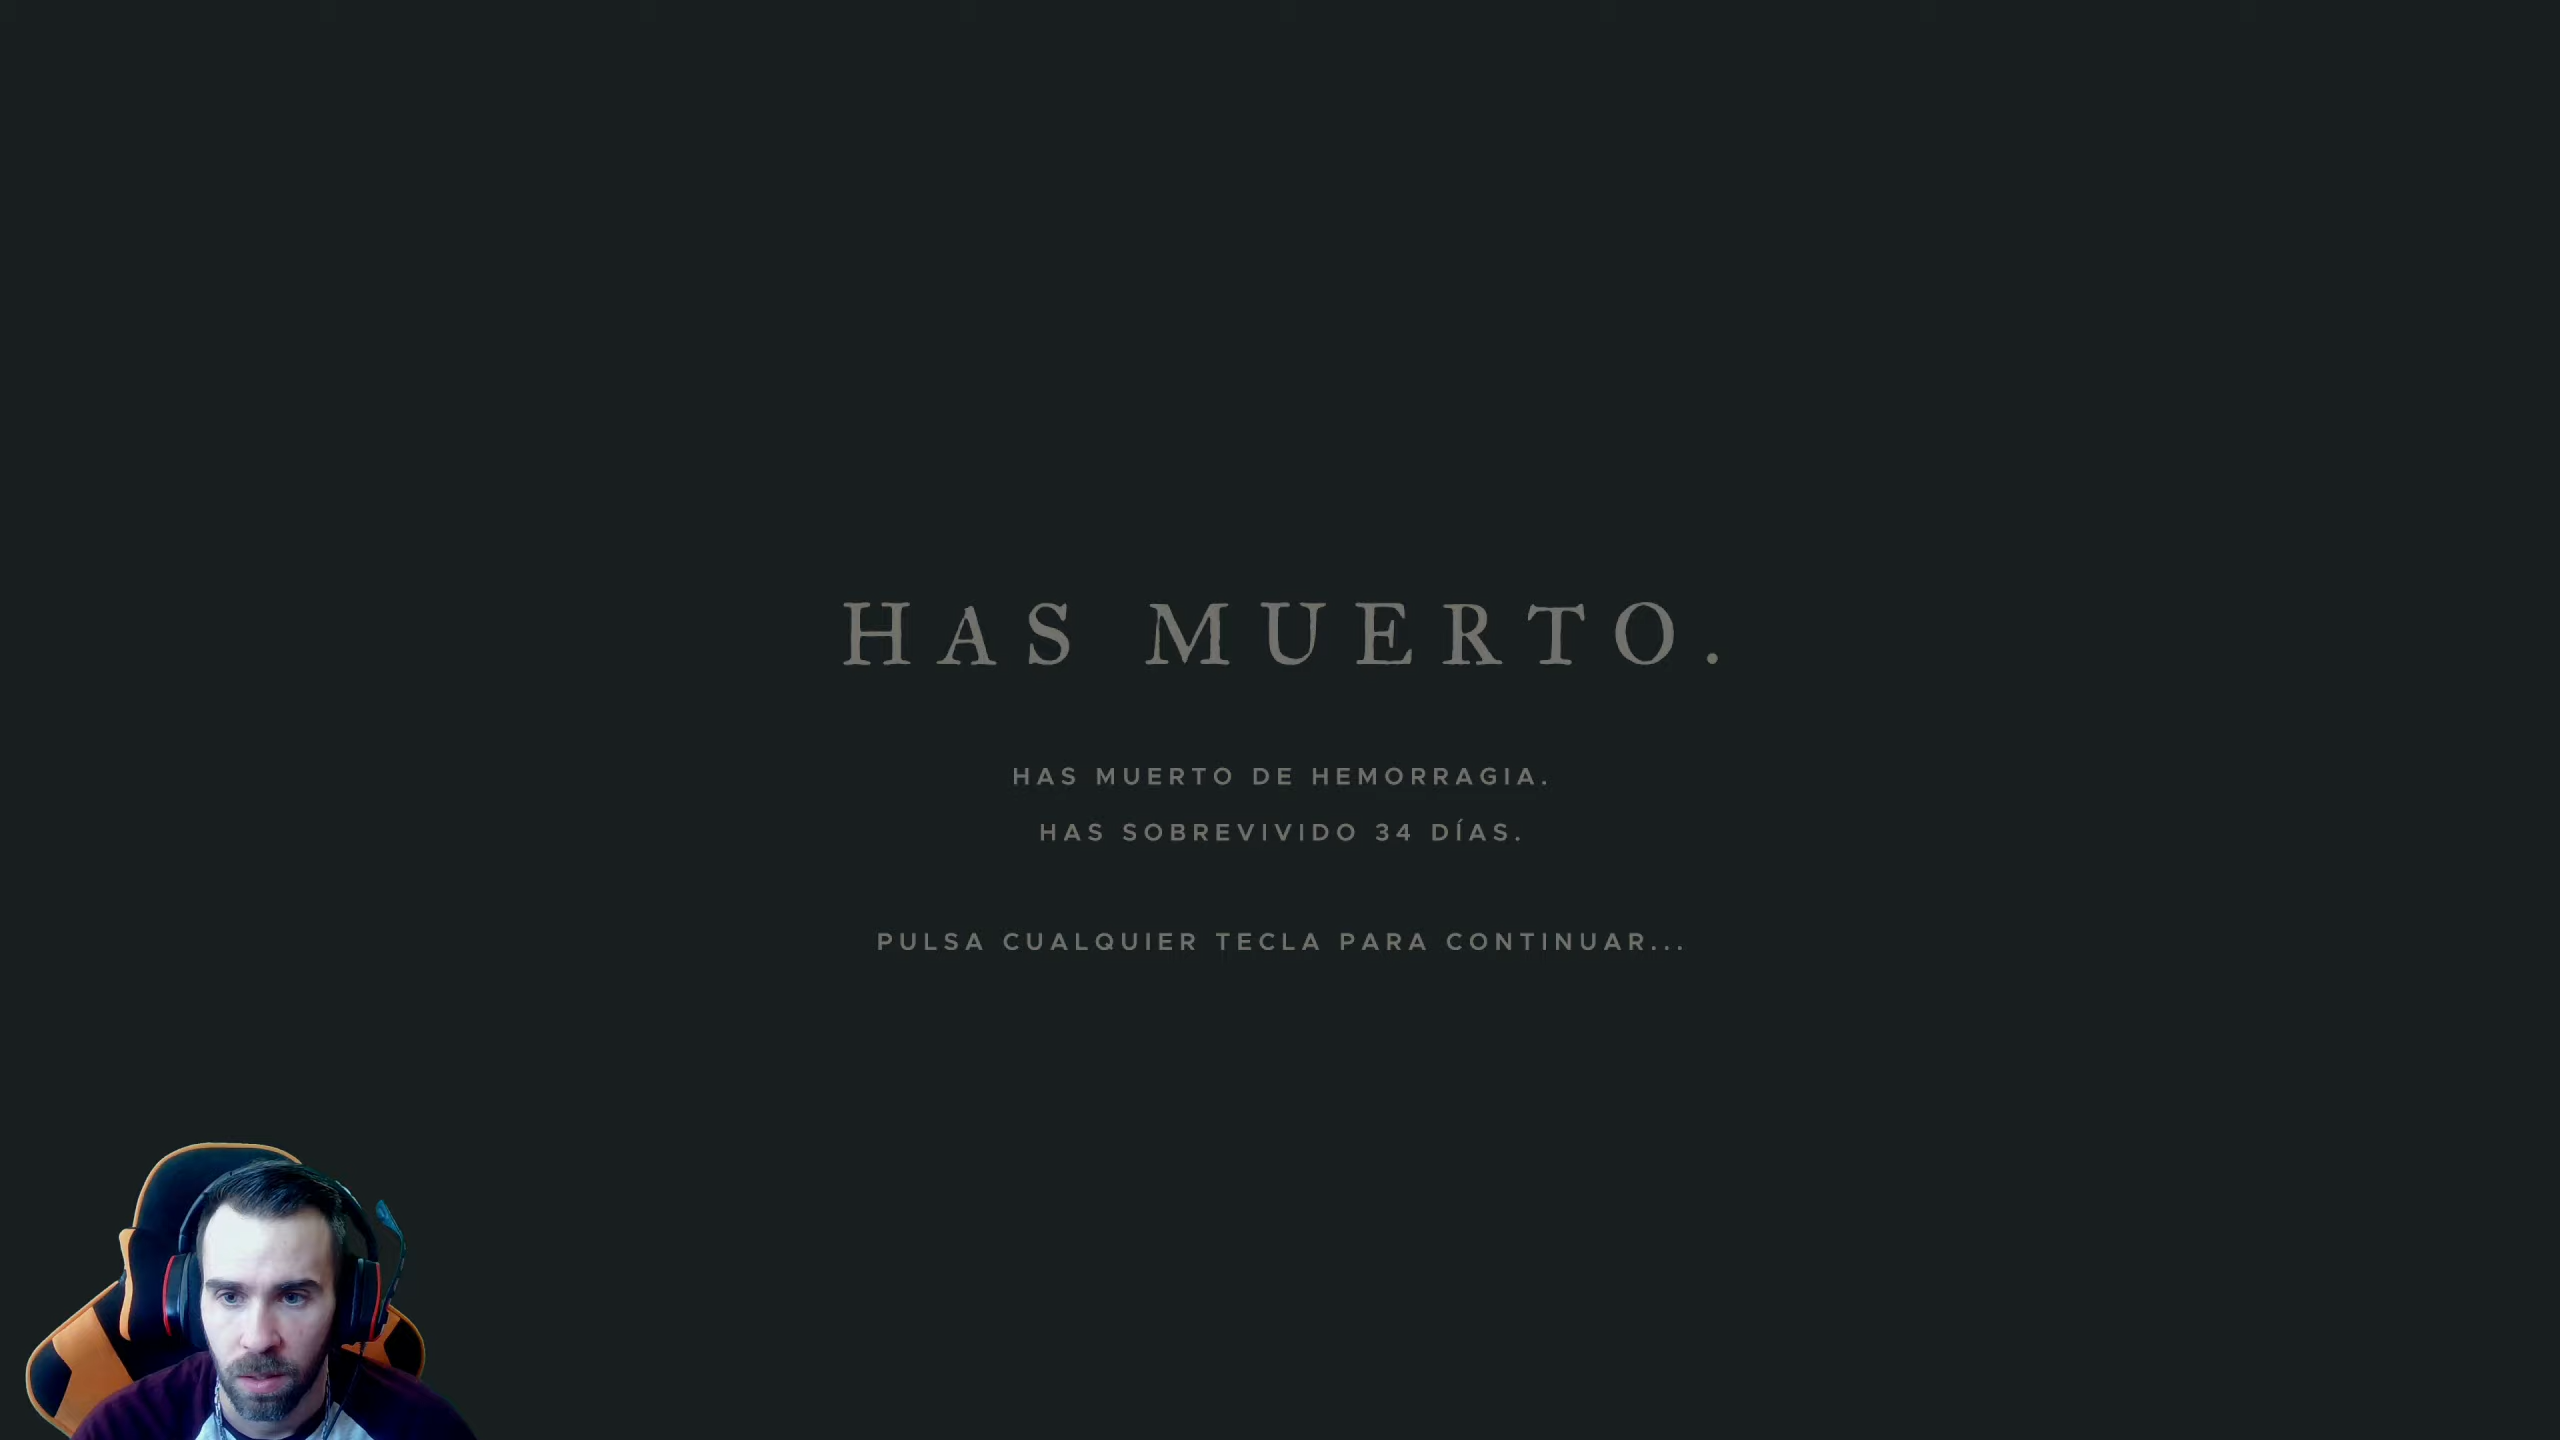 HAS MUERTO.
HAS MUERTO DE HEMORRAGIA.
HAS SOBREVIVIDO 34 DÍAS.
PULSA CUALQUIER TECLA PARA CONTINUAR...